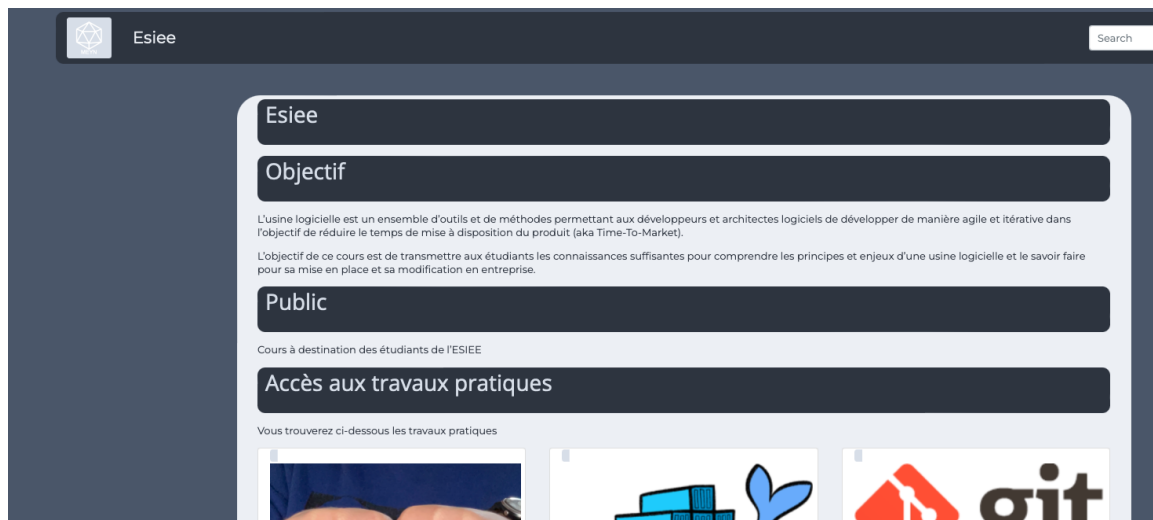 Esiee
Search
Esiee
Objectif
L’usine logicielle est un ensemble d’outils et de méthodes permettant aux développeurs et architectes logiciels de développer de manière agile et itérative dans
l’objectif de réduire le temps de mise à disposition du produit (aka Time-To-Market).
L’objectif de ce cours est de transmettre aux étudiants les connaissances suffisantes pour comprendre les principes et enjeux d’une usine logicielle et le savoir faire
pour sa mise en place et sa modification en entreprise.
Public
Cours à destination des étudiants de l’ESIEE
Accès aux travaux pratiques
Vous trouverez ci-dessous les travaux pratiques
git